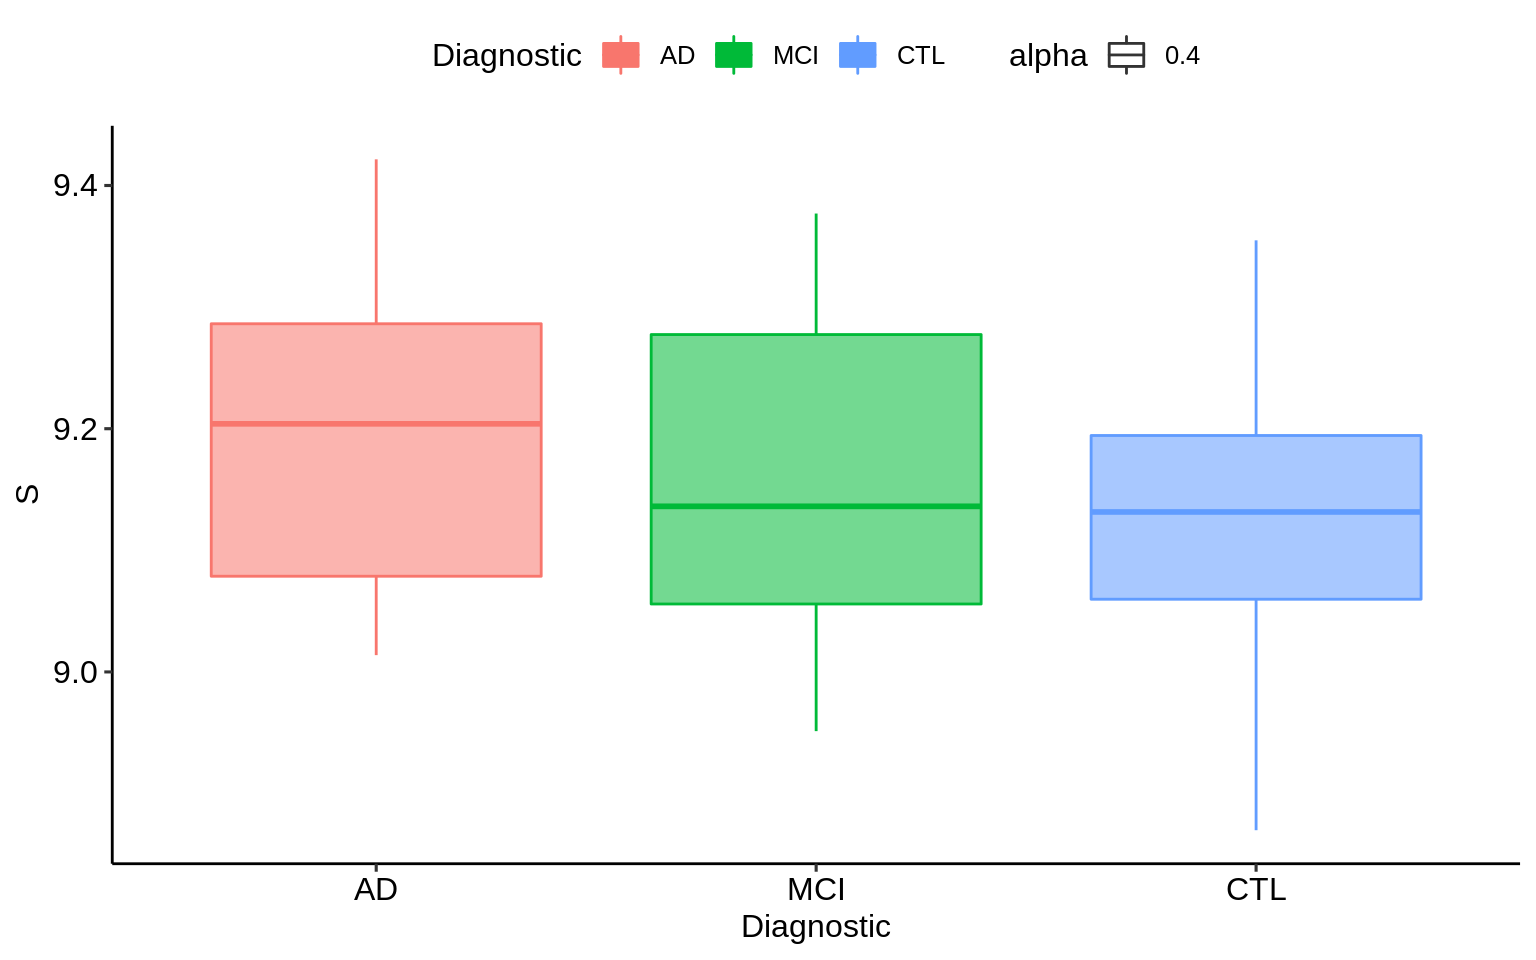 Diagnostic AD MCI CTL alpha 0.4
9.4
9.2
9.0
S
AD MCI CTL
Diagnostic